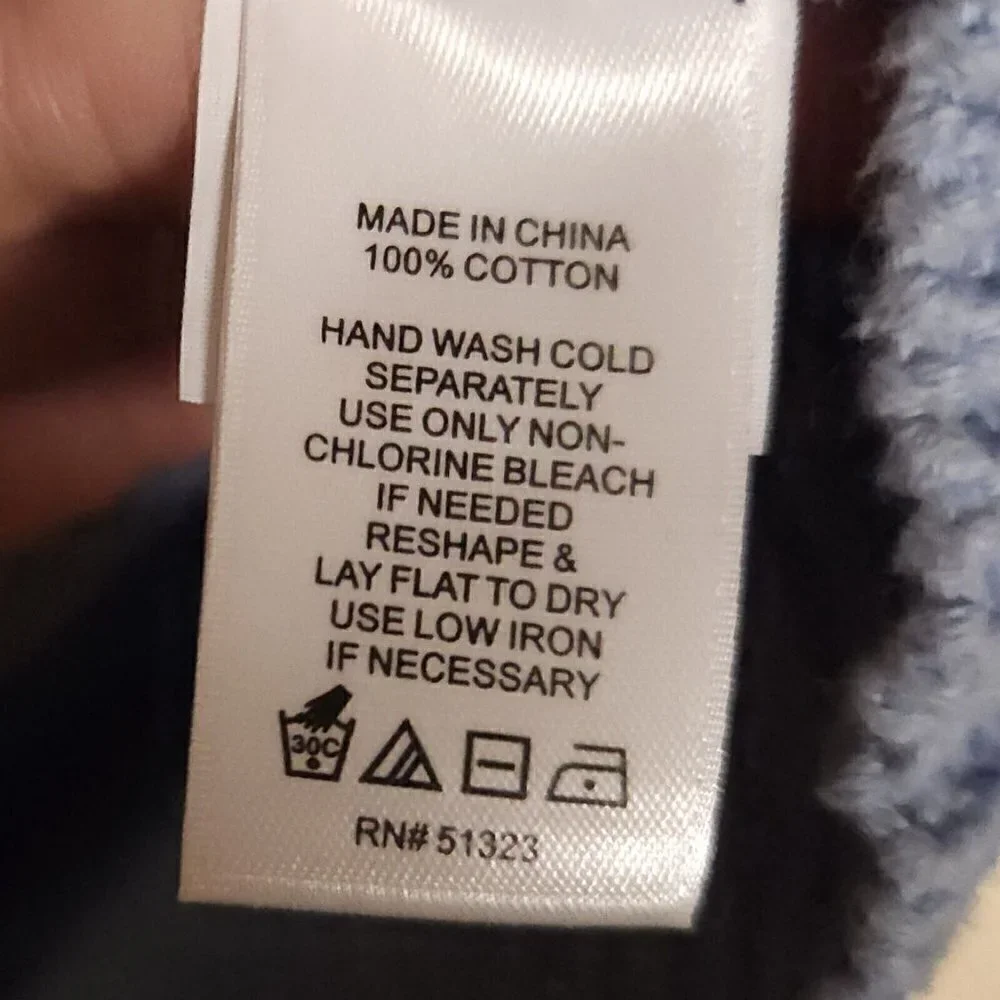 MADE IN CHINA
100% COTTON
HAND WASH COLD
SEPARATELY
USE ONLY NON-
CHLORINE BLEACH
IF NEEDED
RESHAPE &
LAY FLAT TO DRY
USE LOW IRON
IF NECESSARY
30C
RN# 51323